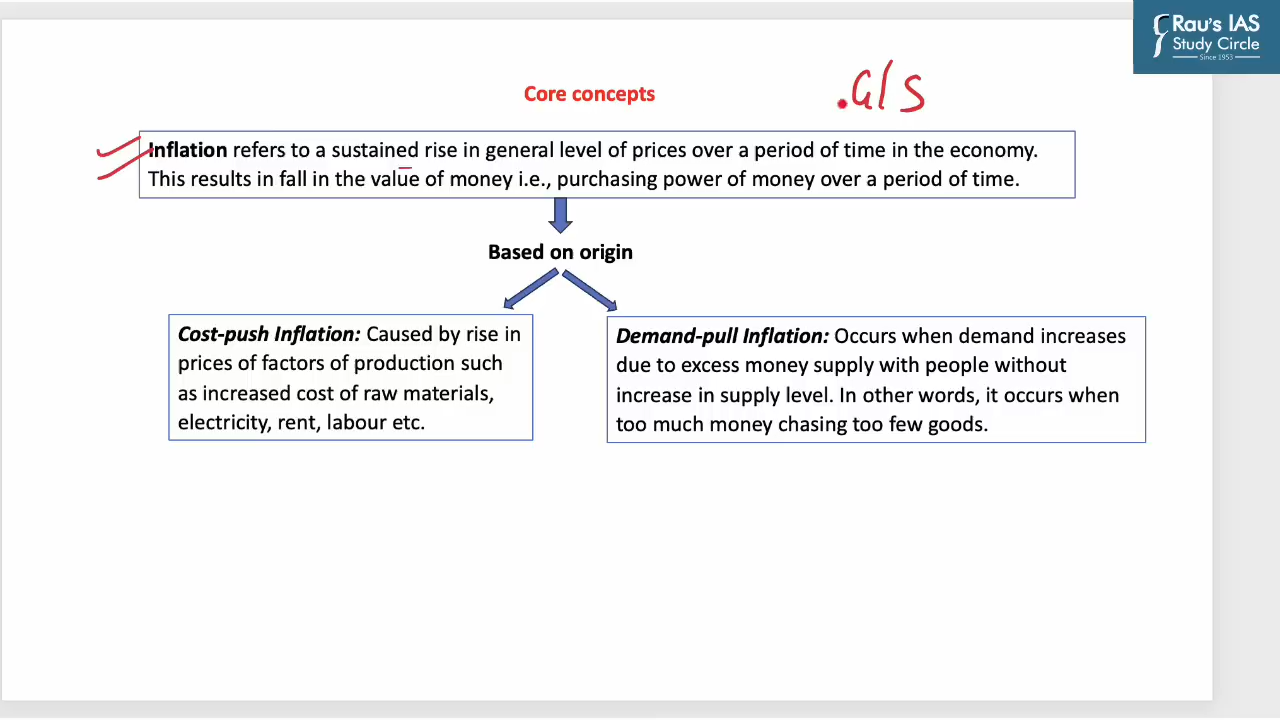 Rau's IAS
Study Circle
Since 1953
Core concepts
.G/S
Inflation refers to a sustained rise in general level of prices over a period of time in the economy.
This results in fall in the value of money i.e., purchasing power of money over a period of time.
Based on origin
Cost-push Inflation: Caused by rise in
prices of factors of production such
as increased cost of raw materials,
electricity, rent, labour etc.
Demand-pull Inflation: Occurs when demand increases
due to excess money supply with people without
increase in supply level. In other words, it occurs when
too much money chasing too few goods.